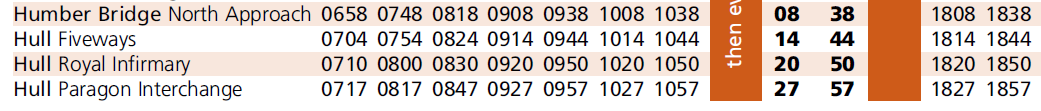 Humber Bridge North Approach 0658 0748 0818 0908 0938 1008 1038 08 38 1808 1838
Hull Fiveways 0704 0754 0824 0914 0944 1014 1044 then 14 44 1814 1844
Hull Royal Infirmary 0710 0800 0830 0920 0950 1020 1050 20 50 1820 1850
Hull Paragon Interchange 0717 0817 0847 0927 0957 1027 1057 27 57 1827 1857